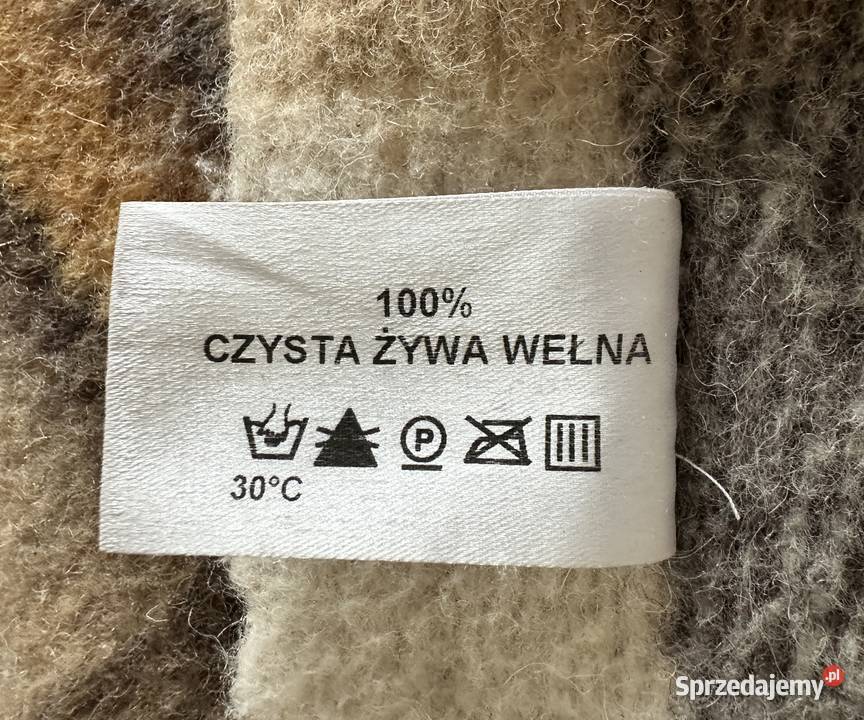 100%
CZYSTA ŻYWA WEŁNA
P
30°C
Sprzedajemy.pl